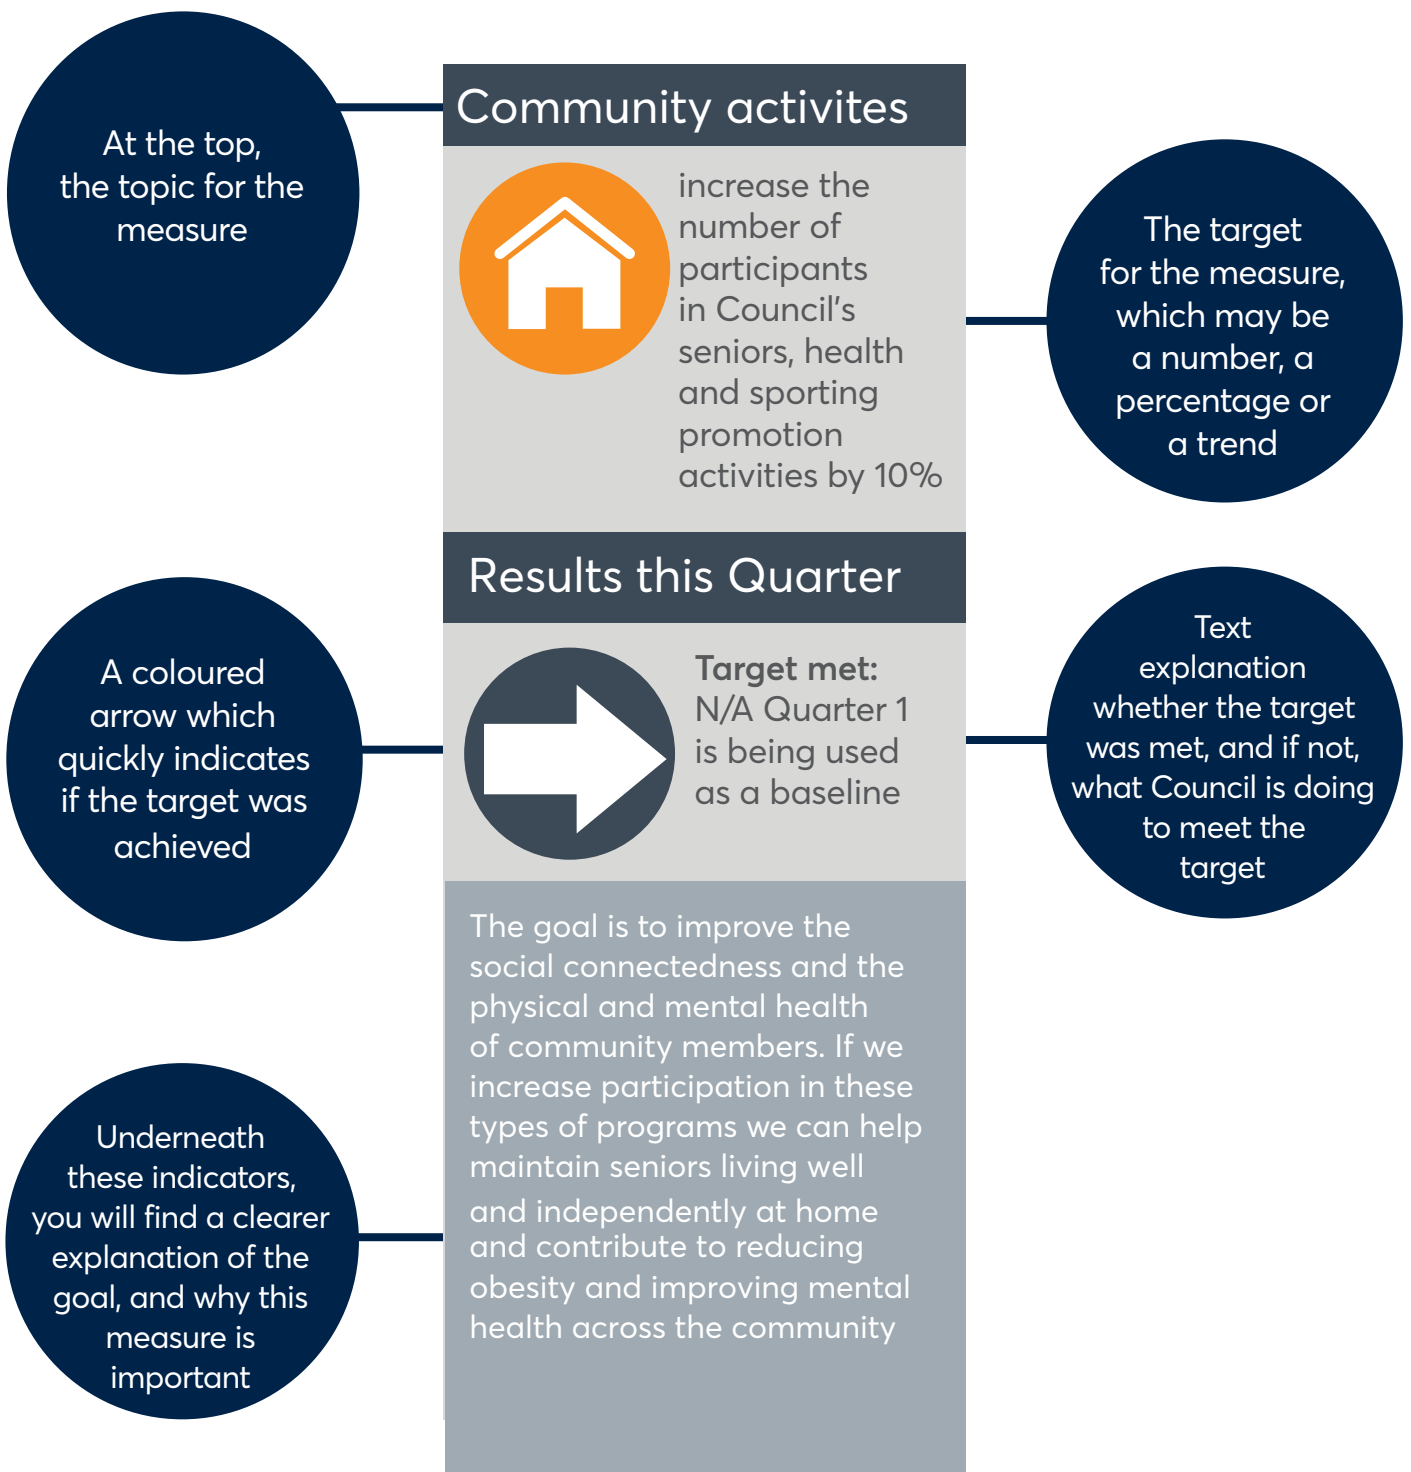 At the top,
the topic for the
measure
Community activites
increase the
number of
participants
in Council's
seniors, health
and sporting
promotion
activities by 10%
The target
for the measure,
which may be
a number, a
percentage or
a trend
Results this Quarter
A coloured
arrow which
quickly indicates
if the target was
achieved
Target met:
N/A Quarter 1
is being used
as a baseline
Text
explanation
whether the target
was met, and if not,
what Council is doing
to meet the
target
The goal is to improve the
social connectedness and the
physical and mental health
of community members. If we
increase participation in these
types of programs we can help
maintain seniors living well
and independently at home
and contribute to reducing
obesity and improving mental
health across the community
Underneath
these indicators,
you will find a clearer
explanation of the
goal, and why this
measure is
important